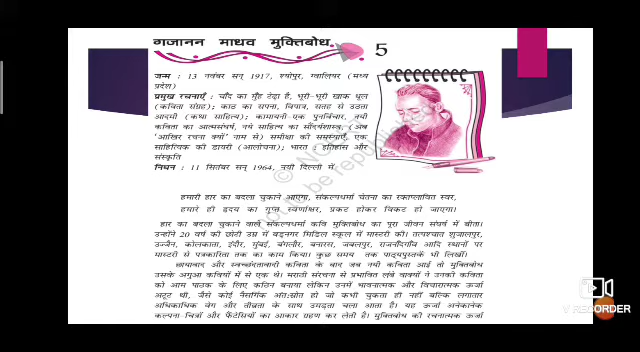 गजानन माधव मुक्तिबोध
5
जन्म : 13 नवंबर सन् 1917, श्योपुर, ग्वालियर (मध्य
प्रदेश)
प्रमुख रचनाएँ : चाँद का मुँह टेढ़ा है, भूरी-भूरी खाक धूल
(कविता संग्रह); काठ का सपना, विपात्र, सतह से उठता
आदमी (कथा साहित्य); कामायनी-एक पुनर्विचार, नयी
कविता का आत्मसंघर्ष, नये साहित्य का सौंदर्यशास्त्र, (अब
'आखिर रचना क्यों' नाम से) समीक्षा की समस्याएँ, एक
साहित्यिक की डायरी (आलोचना); भारत : इतिहास और
संस्कृति
निधन : 11 सितंबर सन् 1964, नयी दिल्ली में
हमारी हार का बदला चुकाने आएगा, संकल्पधर्मा चेतना का रक्तप्लावित स्वर,
हमारे ही हृदय का गुप्त स्वर्णाक्षर, प्रकट होकर विकट हो जाएगा।
हार का बदला चुकाने वाले संकल्पधर्मा कवि मुक्तिबोध का पूरा जीवन संघर्ष में बीता।
उन्होंने 20 वर्ष की छोटी उम्र में बड़नगर मिडिल स्कूल में मास्टरी की। तत्पश्चात शुजालपुर,
उज्जैन, कोलकाता, इंदौर, मुंबई, बंगलौर, बनारस, जबलपुर, राजनाँदगाँव आदि स्थानों पर
मास्टरी से पत्रकारिता तक का काम किया। कुछ समय तक पाठ्यपुस्तकें भी लिखीं।
छायावाद और स्वच्छंदतावादी कविता के बाद जब नयी कविता आई तो मुक्तिबोध
उसके अगुआ कवियों में से एक थे। मराठी संरचना से प्रभावित लंबे वाक्यों ने उनकी कविता
को आम पाठक के लिए कठिन बनाया लेकिन उनमें भावनात्मक और विचारात्मक ऊर्जा
अटूट थी, जैसे कोई नैसर्गिक अंतःस्रोत हो जो कभी चुकता ही नहीं बल्कि लगातार
अधिकाधिक वेग और तीव्रता के साथ उमड़ता चला आता है। यह ऊर्जा अनेकानेक
कल्पना-चित्रों और फैंटेसियों का आकार ग्रहण कर लेती है। मुक्तिबोध की रचनात्मक ऊर्जा
Y RECORDER